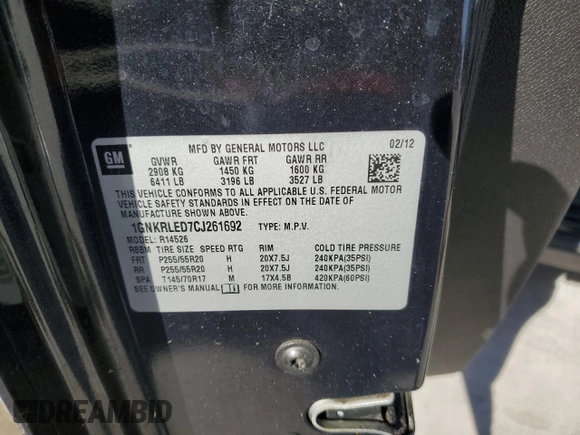 GM
MFD BY GENERAL MOTORS LLC 02/12
GVWR GAWR FRT GAWR RR
2908 KG 1450 KG 1600 KG
6411 LB 3196 LB 3527 LB
THIS VEHICLE CONFORMS TO ALL APPLICABLE U.S. FEDERAL MOTOR
VEHICLE SAFETY STANDARDS IN EFFECT ON THE DATE OF
MANUFACTURE SHOWN ABOVE.
1GNKRLED7CJ261692 TYPE: M.P.V.
MODEL: R14526
RBBM TIRE SIZE SPEED RTG RIM COLD TIRE PRESSURE
FRT P255/55R20 H 20X7.5J 240KPA(35PSI)
RR P255/55R20 H 20X7.5J 240KPA(35PSI)
SPA T145/70R17 M 17X4.5B 420KPA(60PSI)
SEE OWNER'S MANUAL FOR MORE INFORMATION.
DREAMBID